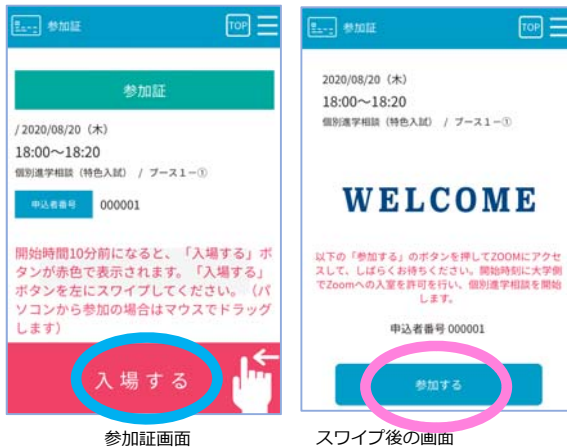 参加証
TOP
参加証
/ 2020/08/20（木）
18:00～18:20
個別進学相談（特色入試） / ブース１－①
申込者番号 000001
開始時間10分前になると、「入場する」ボ
タンが赤色で表示されます。「入場する」
ボタンを左にスワイプしてください。（パ
ソコンから参加の場合はマウスでドラッグ
します）
入場する
参加証画面
参加証
TOP
2020/08/20（木）
18:00～18:20
個別進学相談（特色入試） / ブース１－①
WELCOME
以下の「参加する」のボタンを押してZOOMにアクセ
スして、しばらくお待ちください。開始時刻に大学側
でZoomへの入室を許可を行い、個別進学相談を開始
します。
申込者番号 000001
参加する
スワイプ後の画面